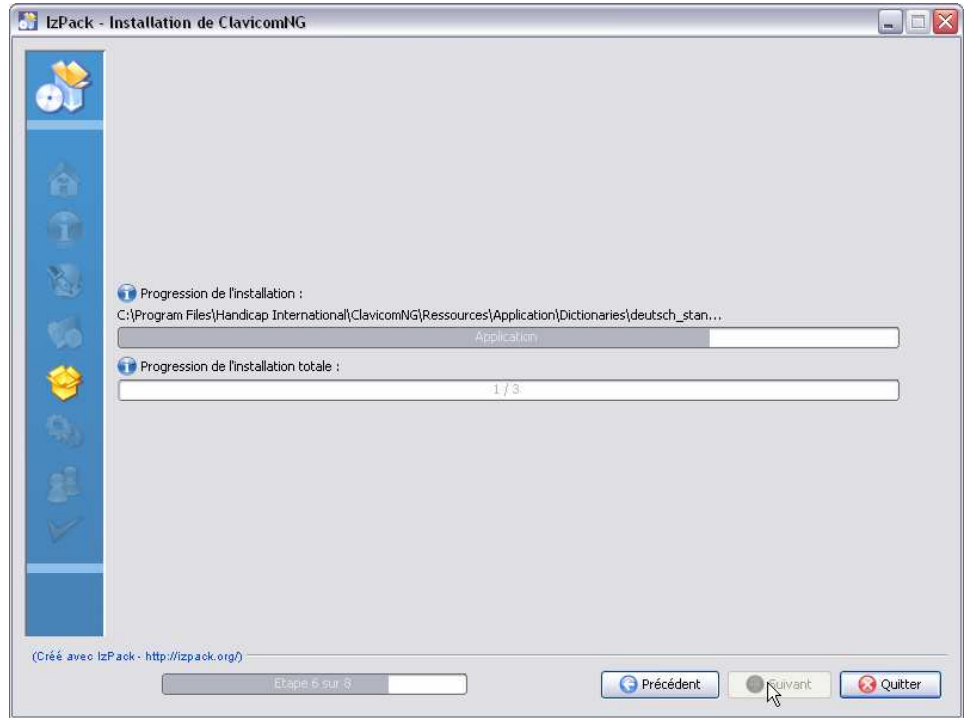 IzPack - Installation de ClavicomNG
Progression de l'installation :
C:\Program Files\Handicap International\ClavicomNG\Ressources\Application\Dictionaries\deutsch_stan...
Application
Progression de l'installation totale :
1 / 3
(Créé avec IzPack - http://izpack.org/)
Etape 6 sur 8
Précédent
Suivant
Quitter